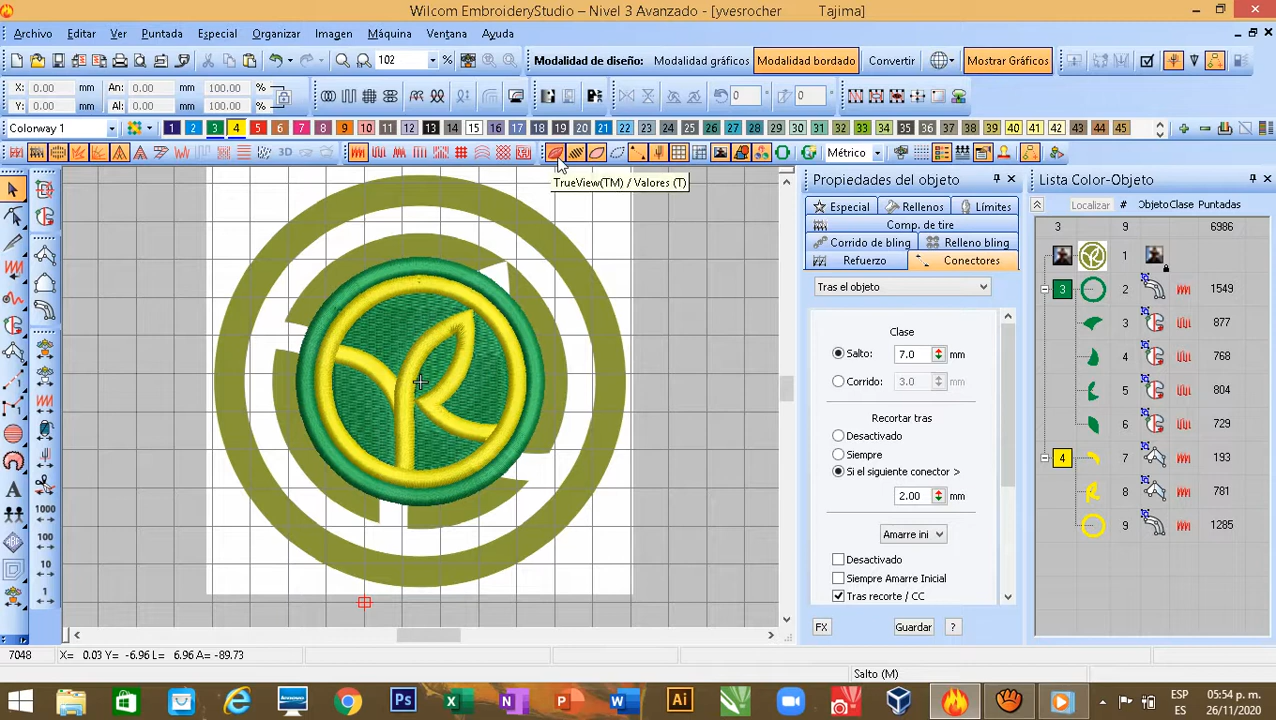 Wilcom EmbroideryStudio – Nivel 3 Avanzado - [yvesrocher Tajima]
Archivo Editar Ver Puntada Especial Organizar Imagen Máquina Ventana Ayuda
102 % Modalidad de diseño: Modalidad gráficos Modalidad bordado Convertir Mostrar Gráficos
X: 0.00 mm An: 0.00 mm 100.00 % 0 0
Y: 0.00 mm Al: 0.00 mm 100.00 %
Colorway 1 1 2 3 4 5 6 7 8 9 10 11 12 13 14 15 16 17 18 19 20 21 22 23 24 25 26 27 28 29 30 31 32 33 34 35 36 37 38 39 40 41 42 43 44 45
3D Métrico
TrueView(TM) / Valores (T)
Propiedades del objeto
Especial Rellenos Límites
Comp. de tire
Corrido de bling Relleno bling
Refuerzo Conectores
Tras el objeto
Clase
Salto: 7.0 mm
Corrido: 3.0 mm
Recortar tras
Desactivado
Siempre
Si el siguiente conector >
2.00 mm
Amarre ini
Desactivado
Siempre Amarre Inicial
Tras recorte / CC
FX Guardar ?
Lista Color-Objeto
Localizar # Objeto Clase Puntadas
3 9 6986
1
3 2 1549
3 877
4 768
5 804
6 729
4 7 193
8 781
9 1285
1000
100
10
1
7048 X= 0.03 Y= -6.96 L= 6.96 A= -89.73
Salto (M)
Ps N P W Ai
ESP
ES
05:54 p. m.
26/11/2020